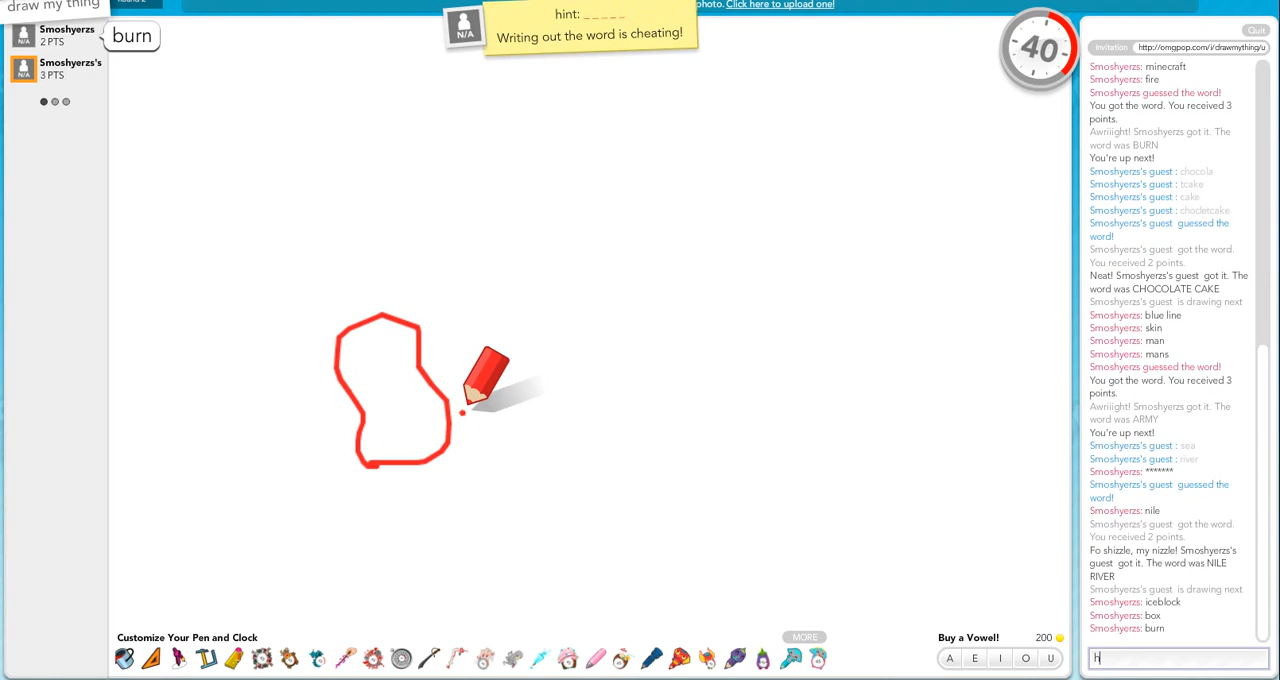 draw my thing
photo. Click here to upload one!
Smoshyerzs
2 PTS
N/A
burn
Smoshyerzs's
3 PTS
N/A
N/A
hint: _ _ _ _ _
Writing out the word is cheating!
40
Quit
Invitation http://omgpop.com/i/drawmything/u
Smoshyerzs: minecraft
Smoshyerzs: fire
Smoshyerzs guessed the word!
You got the word. You received 3
points.
Awriiight! Smoshyerzs got it. The
word was BURN
You're up next!
Smoshyerzs's guest : chocola
Smoshyerzs's guest : tcake
Smoshyerzs's guest : cake
Smoshyerzs's guest : chocletcake
Smoshyerzs's guest guessed the
word!
Smoshyerzs's guest got the word.
You received 2 points.
Neat! Smoshyerzs's guest got it. The
word was CHOCOLATE CAKE
Smoshyerzs's guest is drawing next
Smoshyerzs: blue line
Smoshyerzs: skin
Smoshyerzs: man
Smoshyerzs: mans
Smoshyerzs guessed the word!
You got the word. You received 3
points.
Awriiight! Smoshyerzs got it. The
word was ARMY
You're up next!
Smoshyerzs's guest : sea
Smoshyerzs's guest : river
Smoshyerzs: *******
Smoshyerzs's guest guessed the
word!
Smoshyerzs: nile
Smoshyerzs's guest got the word.
You received 2 points.
Fo shizzle, my nizzle! Smoshyerzs's
guest got it. The word was NILE
RIVER
Smoshyerzs's guest is drawing next
Smoshyerzs: iceblock
Smoshyerzs: box
Smoshyerzs: burn
h
Customize Your Pen and Clock
MORE
Buy a Vowel! 200
A E I O U